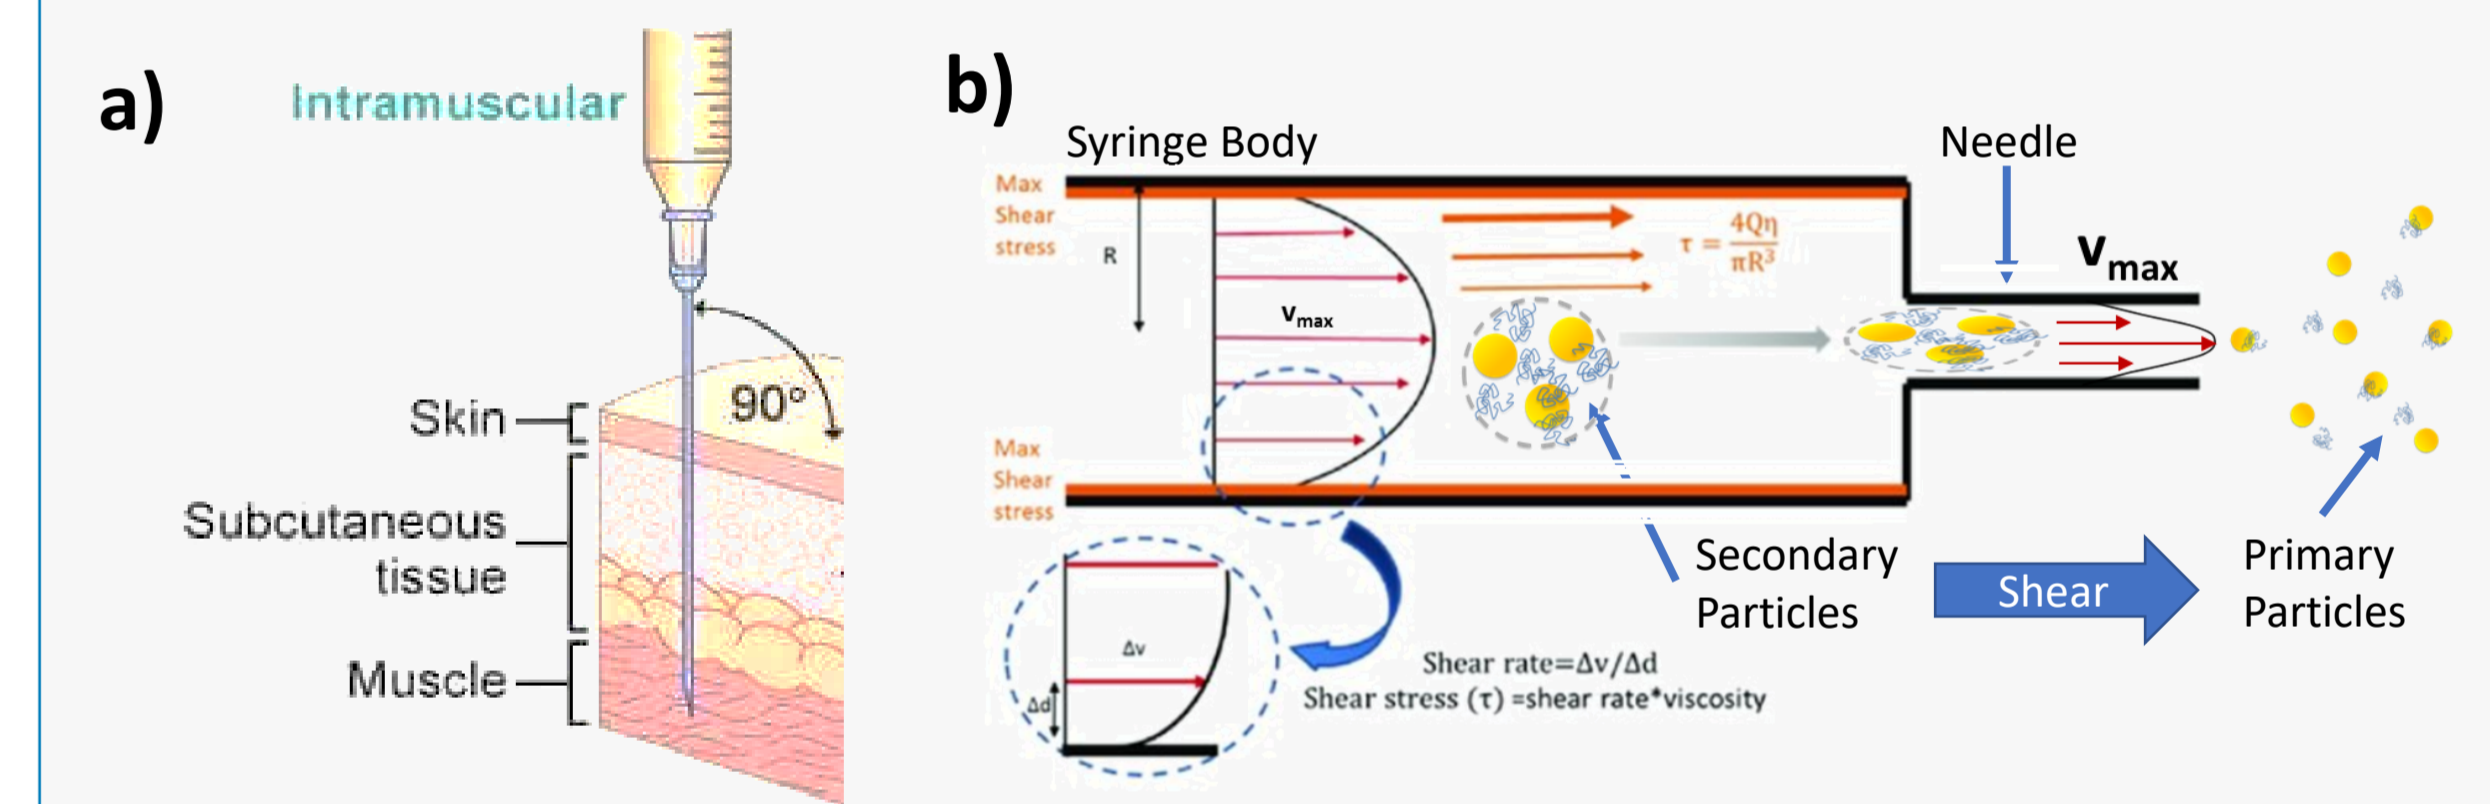 a)
Intramuscular
90°
Skin
Subcutaneous
tissue
Muscle
b)
Syringe Body
Needle
Max
Shear
stress
R
vmax
τ = 4Qη
πR³
vmax
Max
Shear
stress
Δv
Δd
Shear rate=Δv/Δd
Shear stress (τ) =shear rate*viscosity
Secondary
Particles
Shear
Primary
Particles